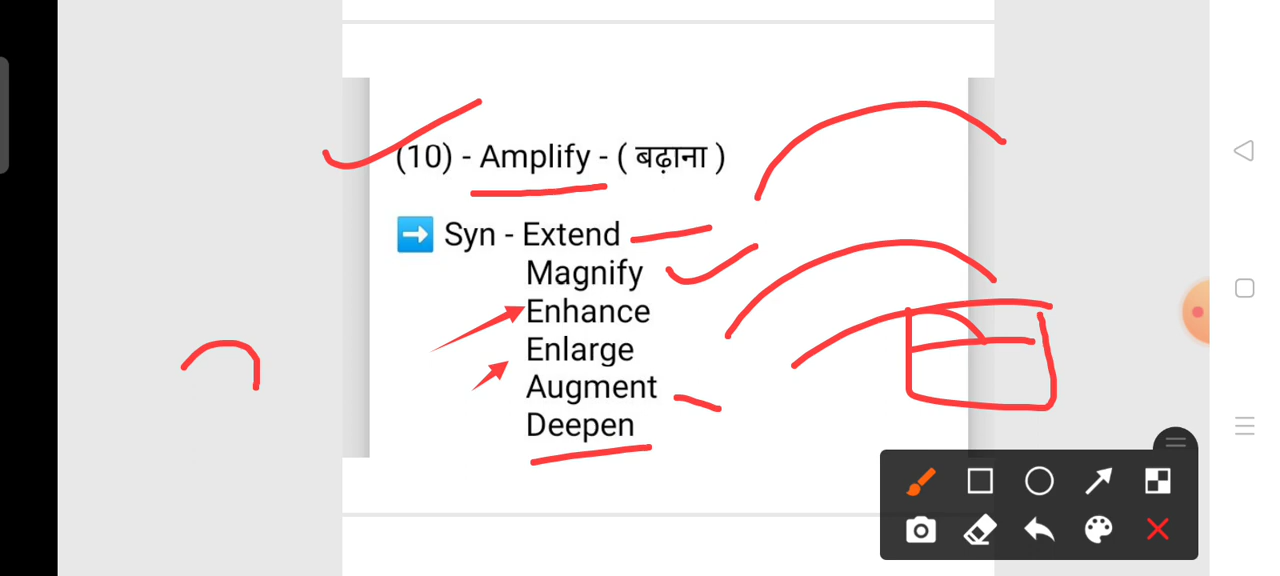 (10) - Amplify - ( बढ़ाना )
➡️ Syn - Extend
Magnify
Enhance
Enlarge
Augment
Deepen